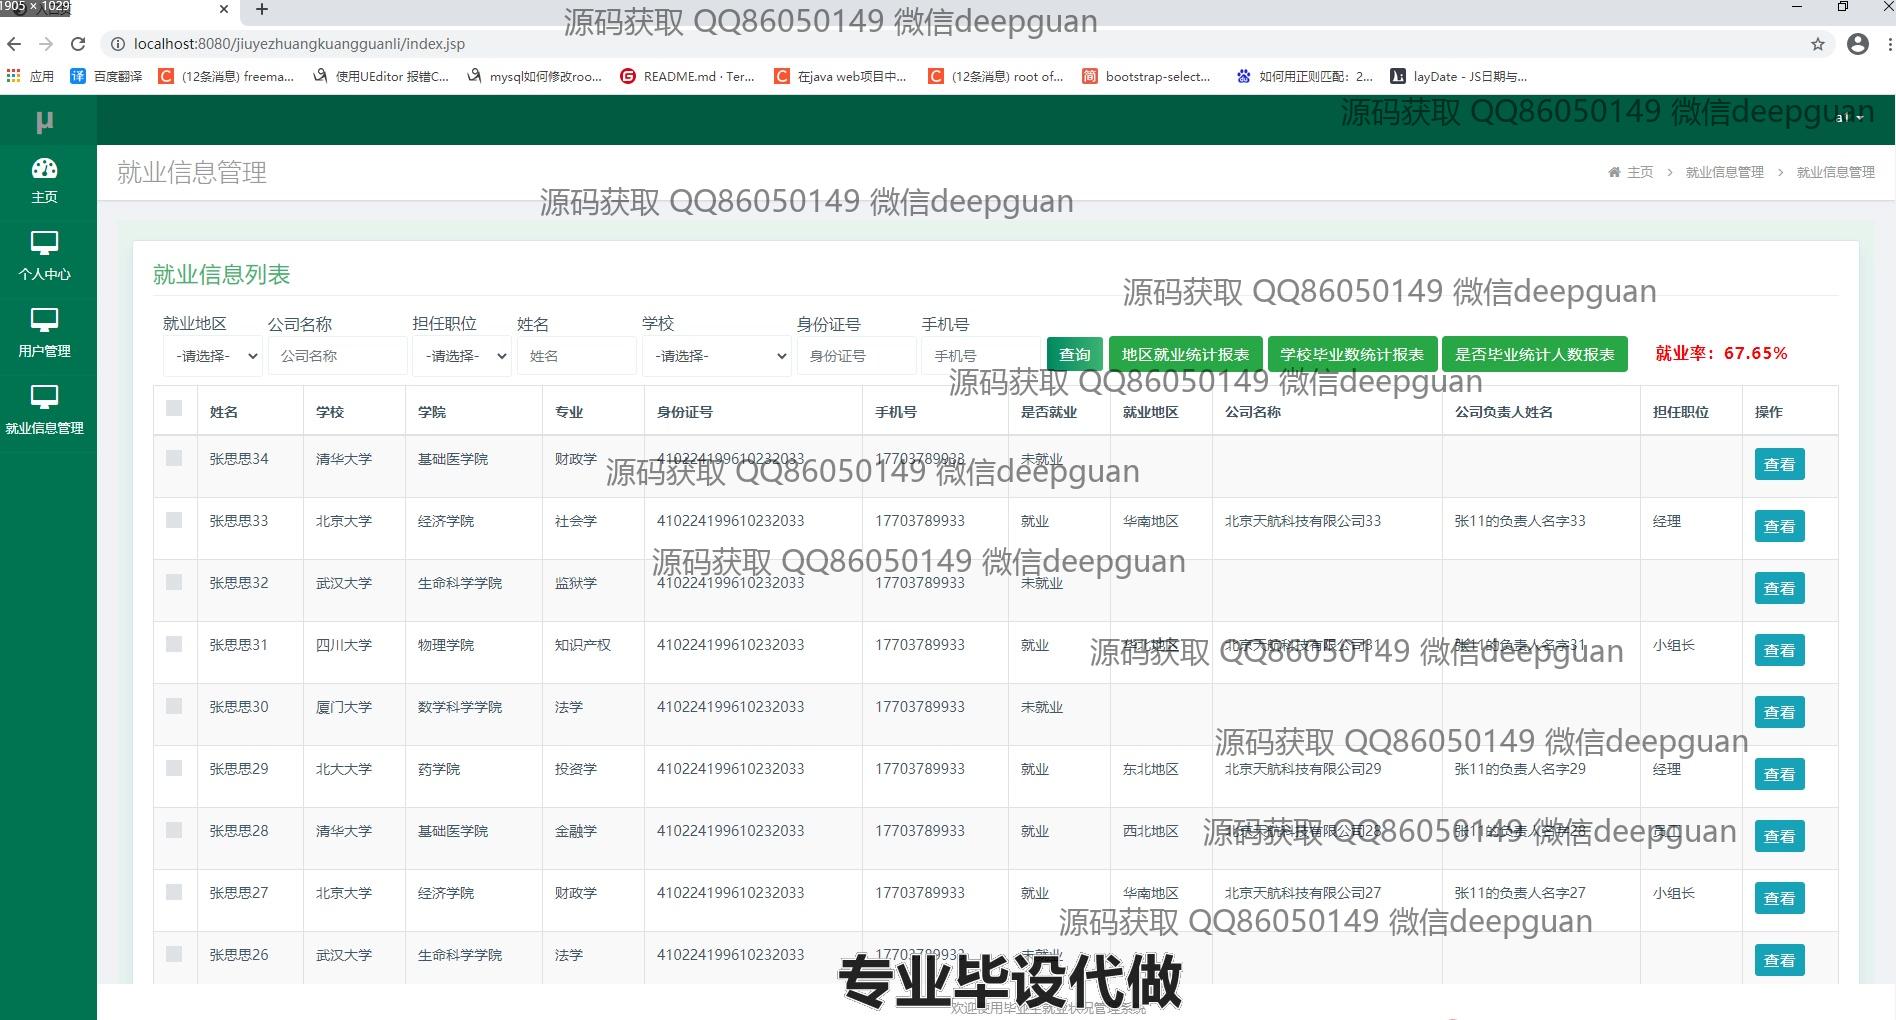 1905 × 1029
源码获取 QQ86050149 微信deepguan
localhost:8080/jiuyezhuangkuangguanli/index.jsp
应用 百度翻译 (12条消息) freema... 使用UEditor 报错C... mysql如何修改roo... README.md · Ter... 在java web项目中... (12条消息) root of... bootstrap-select... 如何用正则匹配：2... layDate - JS日期与...
μ
源码获取 QQ86050149 微信deepguan
主页
个人中心
用户管理
就业信息管理
就业信息管理
主页 > 就业信息管理 > 就业信息管理
源码获取 QQ86050149 微信deepguan
就业信息列表
源码获取 QQ86050149 微信deepguan
就业地区 公司名称 担任职位 姓名 学校 身份证号 手机号
-请选择- 公司名称 -请选择- 姓名 -请选择- 身份证号 手机号 查询 地区就业统计报表 学校毕业数统计报表 是否毕业统计人数报表 就业率：67.65%
源码获取 QQ86050149 微信deepguan
姓名 学校 学院 专业 身份证号 手机号 是否就业 就业地区 公司名称 公司负责人姓名 担任职位 操作
张思思34 清华大学 基础医学院 财政学 410224199610232033 17703789933 未就业 查看
源码获取 QQ86050149 微信deepguan
张思思33 北京大学 经济学院 社会学 410224199610232033 17703789933 就业 华南地区 北京天航科技有限公司33 张11的负责人名字33 经理 查看
源码获取 QQ86050149 微信deepguan
张思思32 武汉大学 生命科学学院 监狱学 410224199610232033 17703789933 未就业 查看
张思思31 四川大学 物理学院 知识产权 410224199610232033 17703789933 就业 华北地区 北京天航科技有限公司31 张11的负责人名字31 小组长 查看
源码获取 QQ86050149 微信deepguan
张思思30 厦门大学 数学科学学院 法学 410224199610232033 17703789933 未就业 查看
源码获取 QQ86050149 微信deepguan
张思思29 北大大学 药学院 投资学 410224199610232033 17703789933 就业 东北地区 北京天航科技有限公司29 张11的负责人名字29 经理 查看
张思思28 清华大学 基础医学院 金融学 410224199610232033 17703789933 就业 西北地区 北京天航科技有限公司28 张11的负责人名字28 员工 查看
源码获取 QQ86050149 微信deepguan
张思思27 北京大学 经济学院 财政学 410224199610232033 17703789933 就业 华南地区 北京天航科技有限公司27 张11的负责人名字27 小组长 查看
源码获取 QQ86050149 微信deepguan
张思思26 武汉大学 生命科学学院 法学 410224199610232033 17703789933 未就业 查看
专业毕设代做
欢迎使用毕业生就业状况管理系统